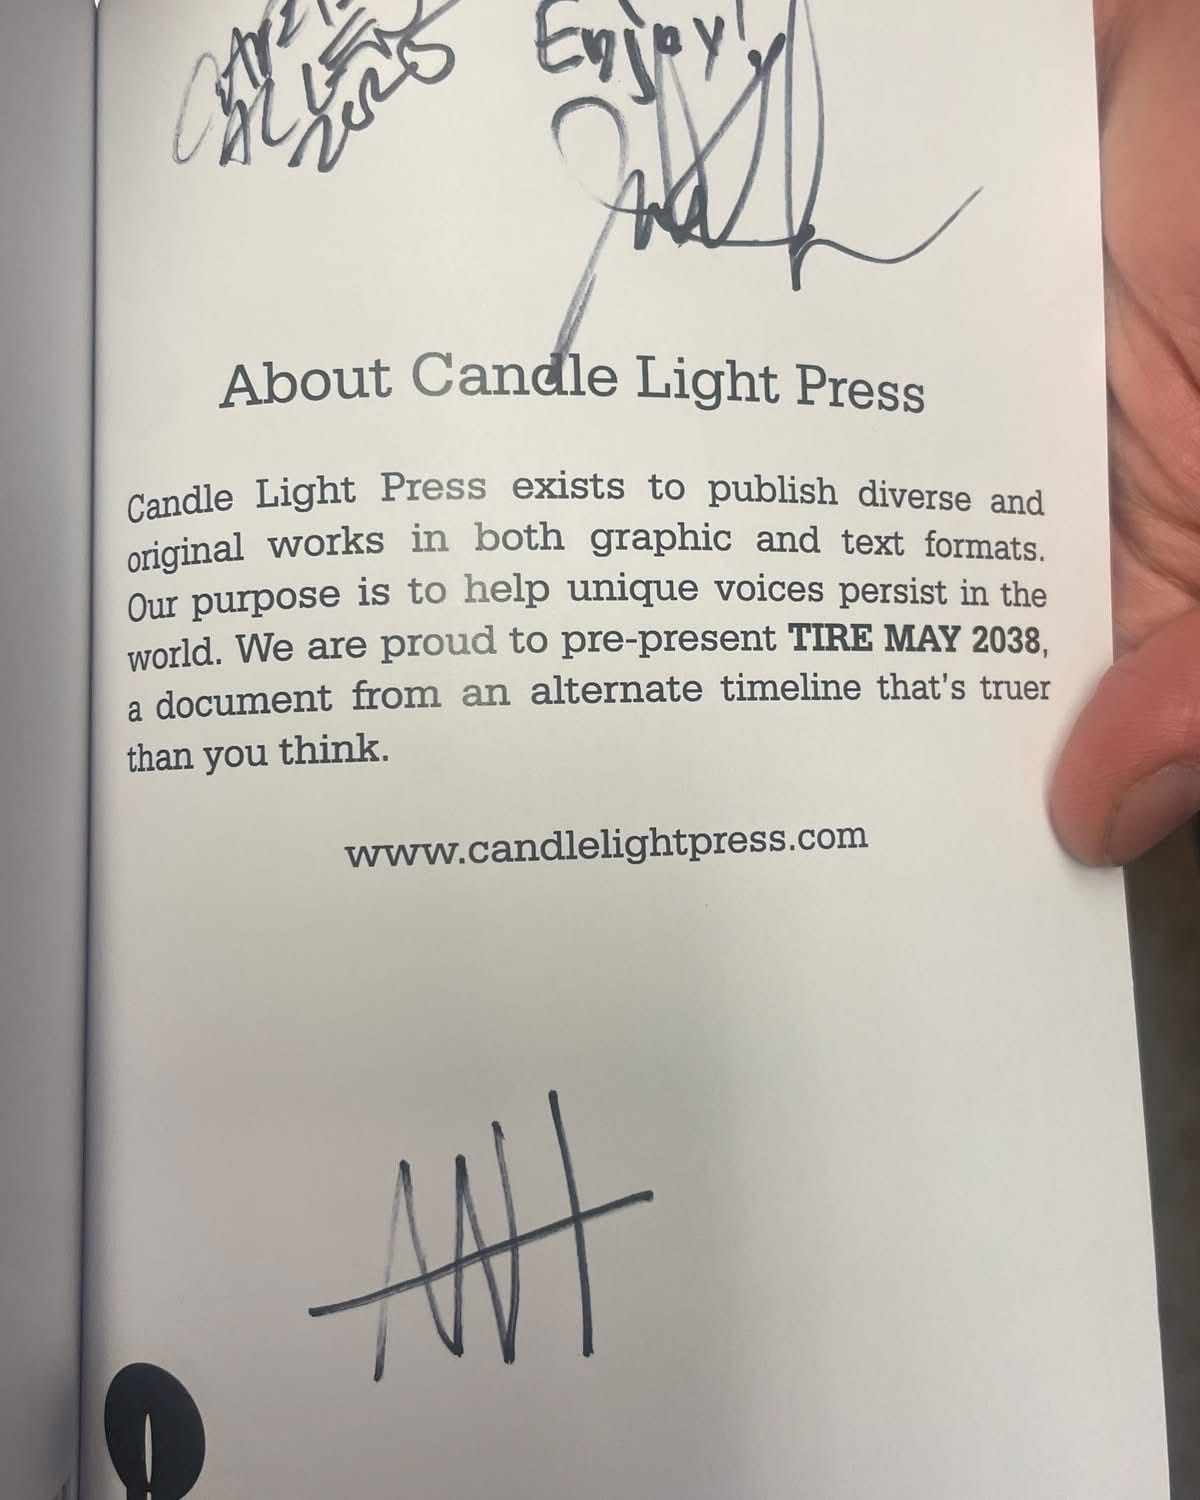 Enjoy!
2025
About Candle Light Press
Candle Light Press exists to publish diverse and
original works in both graphic and text formats.
Our purpose is to help unique voices persist in the
world. We are proud to pre-present TIRE MAY 2038,
a document from an alternate timeline that's truer
than you think.
www.candlelightpress.com